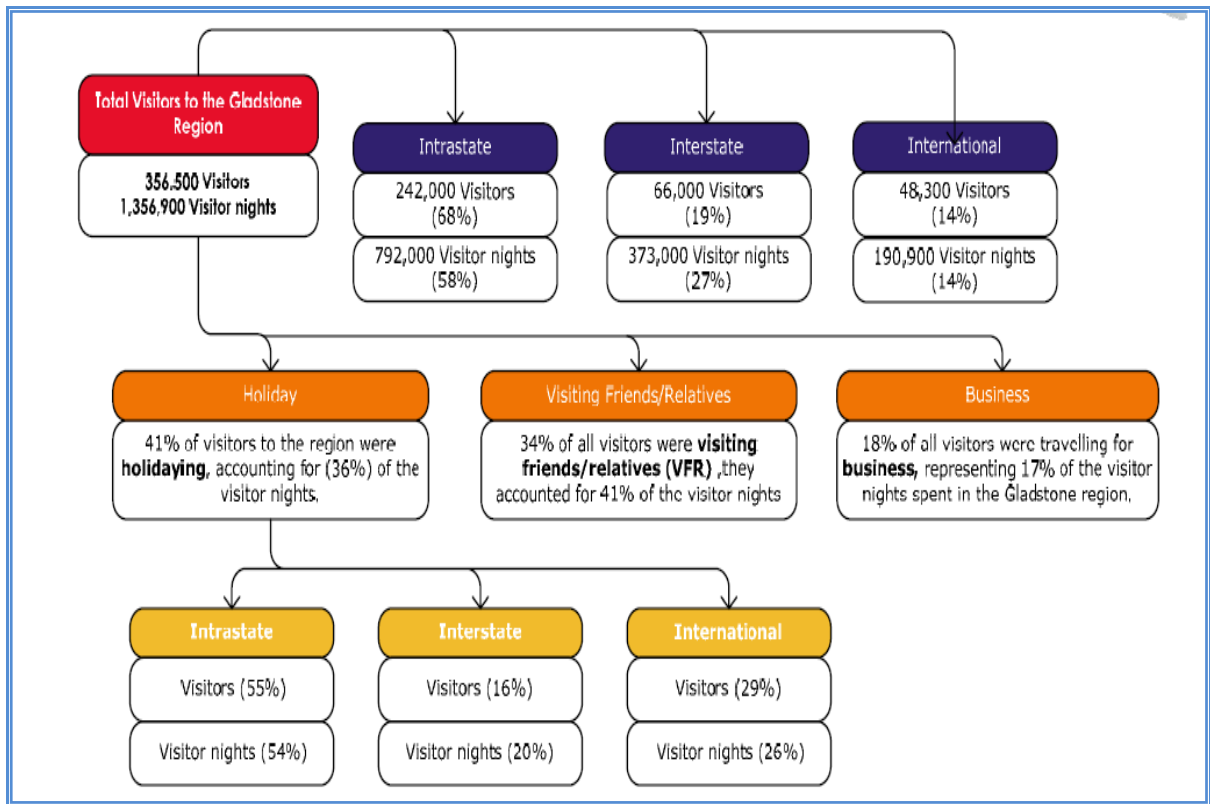 Total Visitors to the Gladstone
Region
356,500 Visitors
1,356,900 Visitor nights
Intrastate
242,000 Visitors
(68%)
792,000 Visitor nights
(58%)
Interstate
66,000 Visitors
(19%)
373,000 Visitor nights
(27%)
International
48,300 Visitors
(14%)
190,900 Visitor nights
(14%)
Holiday
41% of visitors to the region were
holidaying, accounting for (36%) of the
visitor nights.
Visiting Friends/Relatives
34% of all visitors were visiting
friends/relatives (VFR) ,they
accounted for 41% of the visitor nights
Business
18% of all visitors were travelling for
business, representing 17% of the visitor
nights spent in the Gladstone region.
Intrastate
Visitors (55%)
Visitor nights (54%)
Interstate
Visitors (16%)
Visitor nights (20%)
International
Visitors (29%)
Visitor nights (26%)